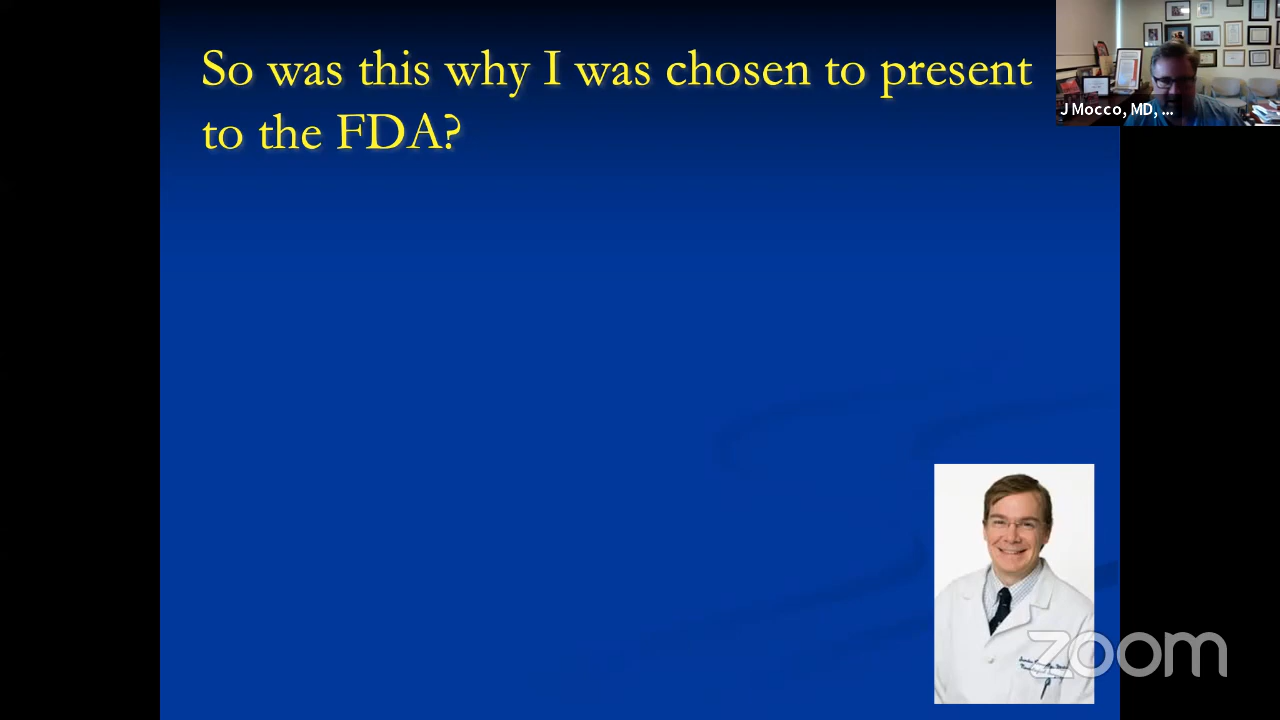 So was this why I was chosen to present
to the FDA?
J Mocco, MD, ...
zoom